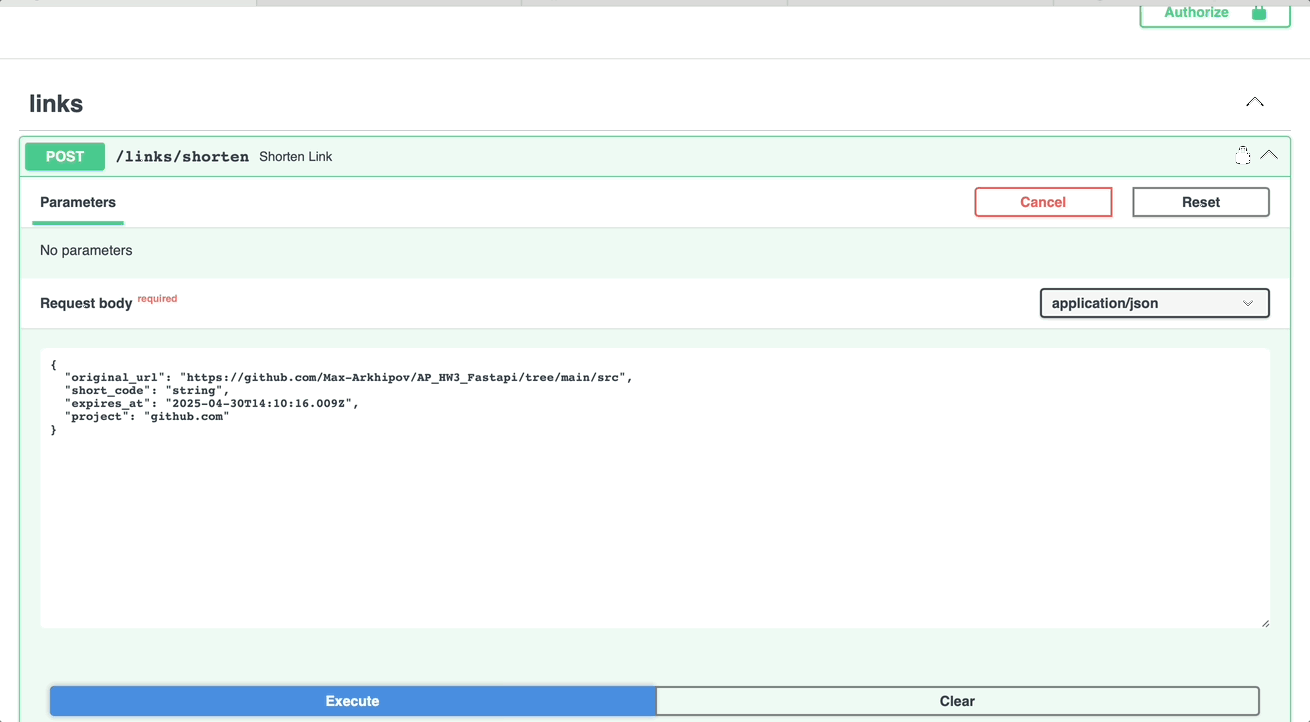 Authorize
links
POST /links/shorten Shorten Link
Parameters Cancel Reset
No parameters
Request body required application/json
{
"original_url": "https://github.com/Max-Arkhipov/AP_HW3_Fastapi/tree/main/src",
"short_code": "string",
"expires_at": "2025-04-30T14:10:16.009Z",
"project": "github.com"
}
Execute Clear